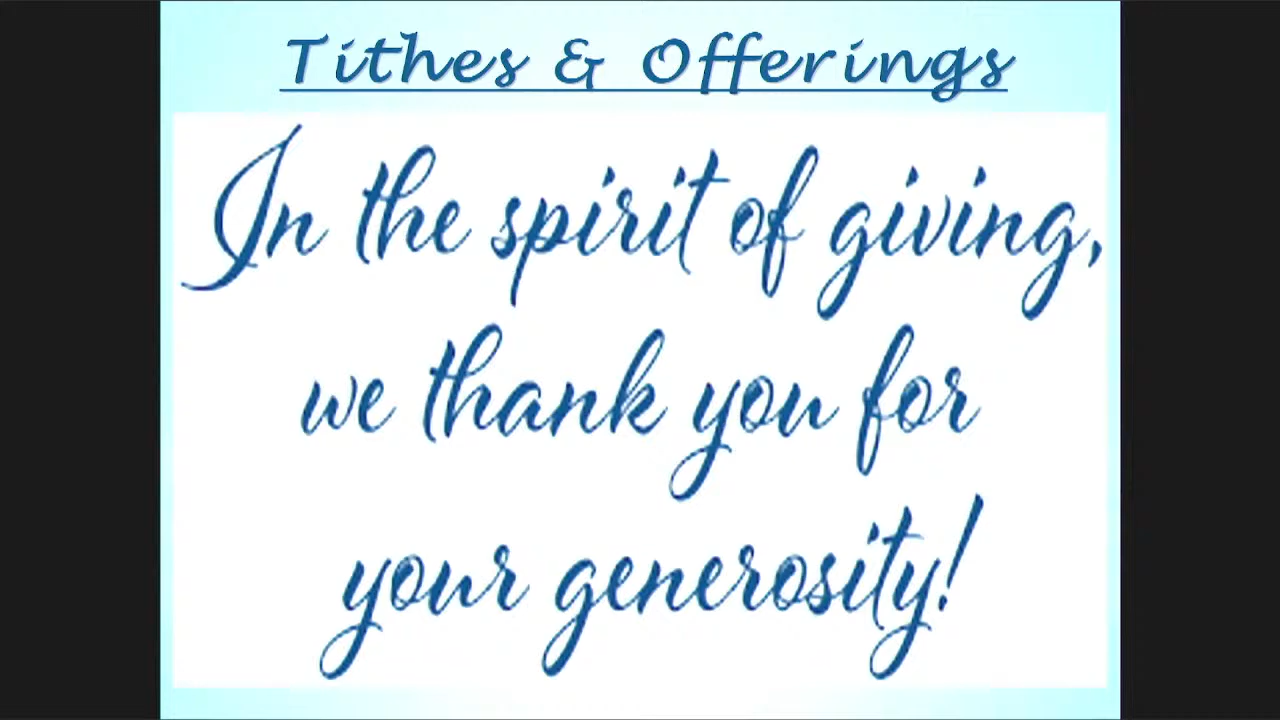 Tithes & Offerings
In the spirit of giving,
we thank you for
your generosity!